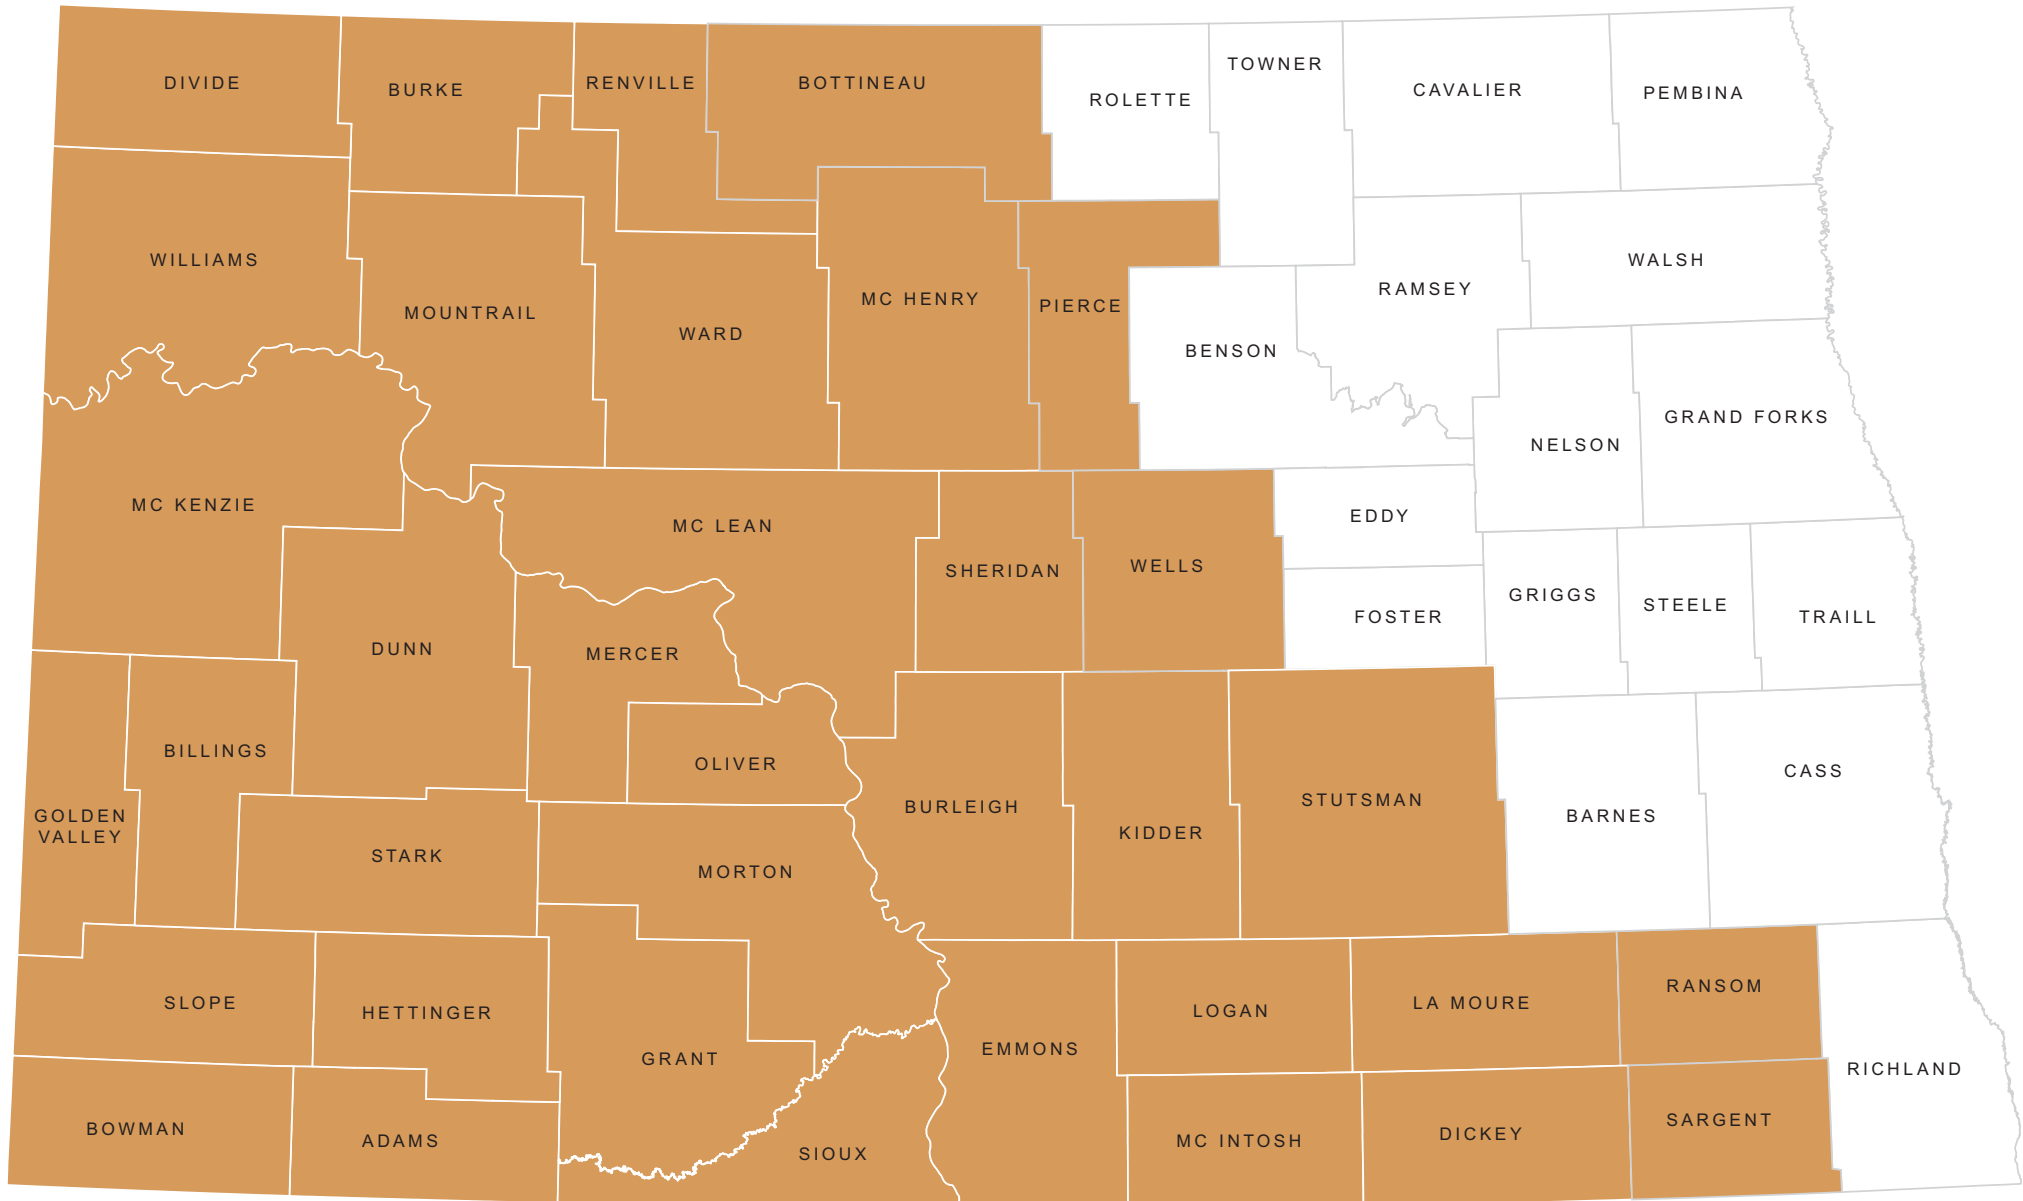 DIVIDE
BURKE
RENVILLE
BOTTINEAU
ROLETTE
TOWNER
CAVALIER
PEMBINA
WILLIAMS
MOUNTRAIL
WARD
MC HENRY
PIERCE
BENSON
RAMSEY
WALSH
NELSON
GRAND FORKS
MC KENZIE
MC LEAN
SHERIDAN
WELLS
EDDY
FOSTER
GRIGGS
STEELE
TRAILL
DUNN
MERCER
OLIVER
BILLINGS
GOLDEN
VALLEY
STARK
MORTON
BURLEIGH
KIDDER
STUTSMAN
BARNES
CASS
SLOPE
HETTINGER
GRANT
EMMONS
LOGAN
LA MOURE
RANSOM
RICHLAND
BOWMAN
ADAMS
SIOUX
MC INTOSH
DICKEY
SARGENT